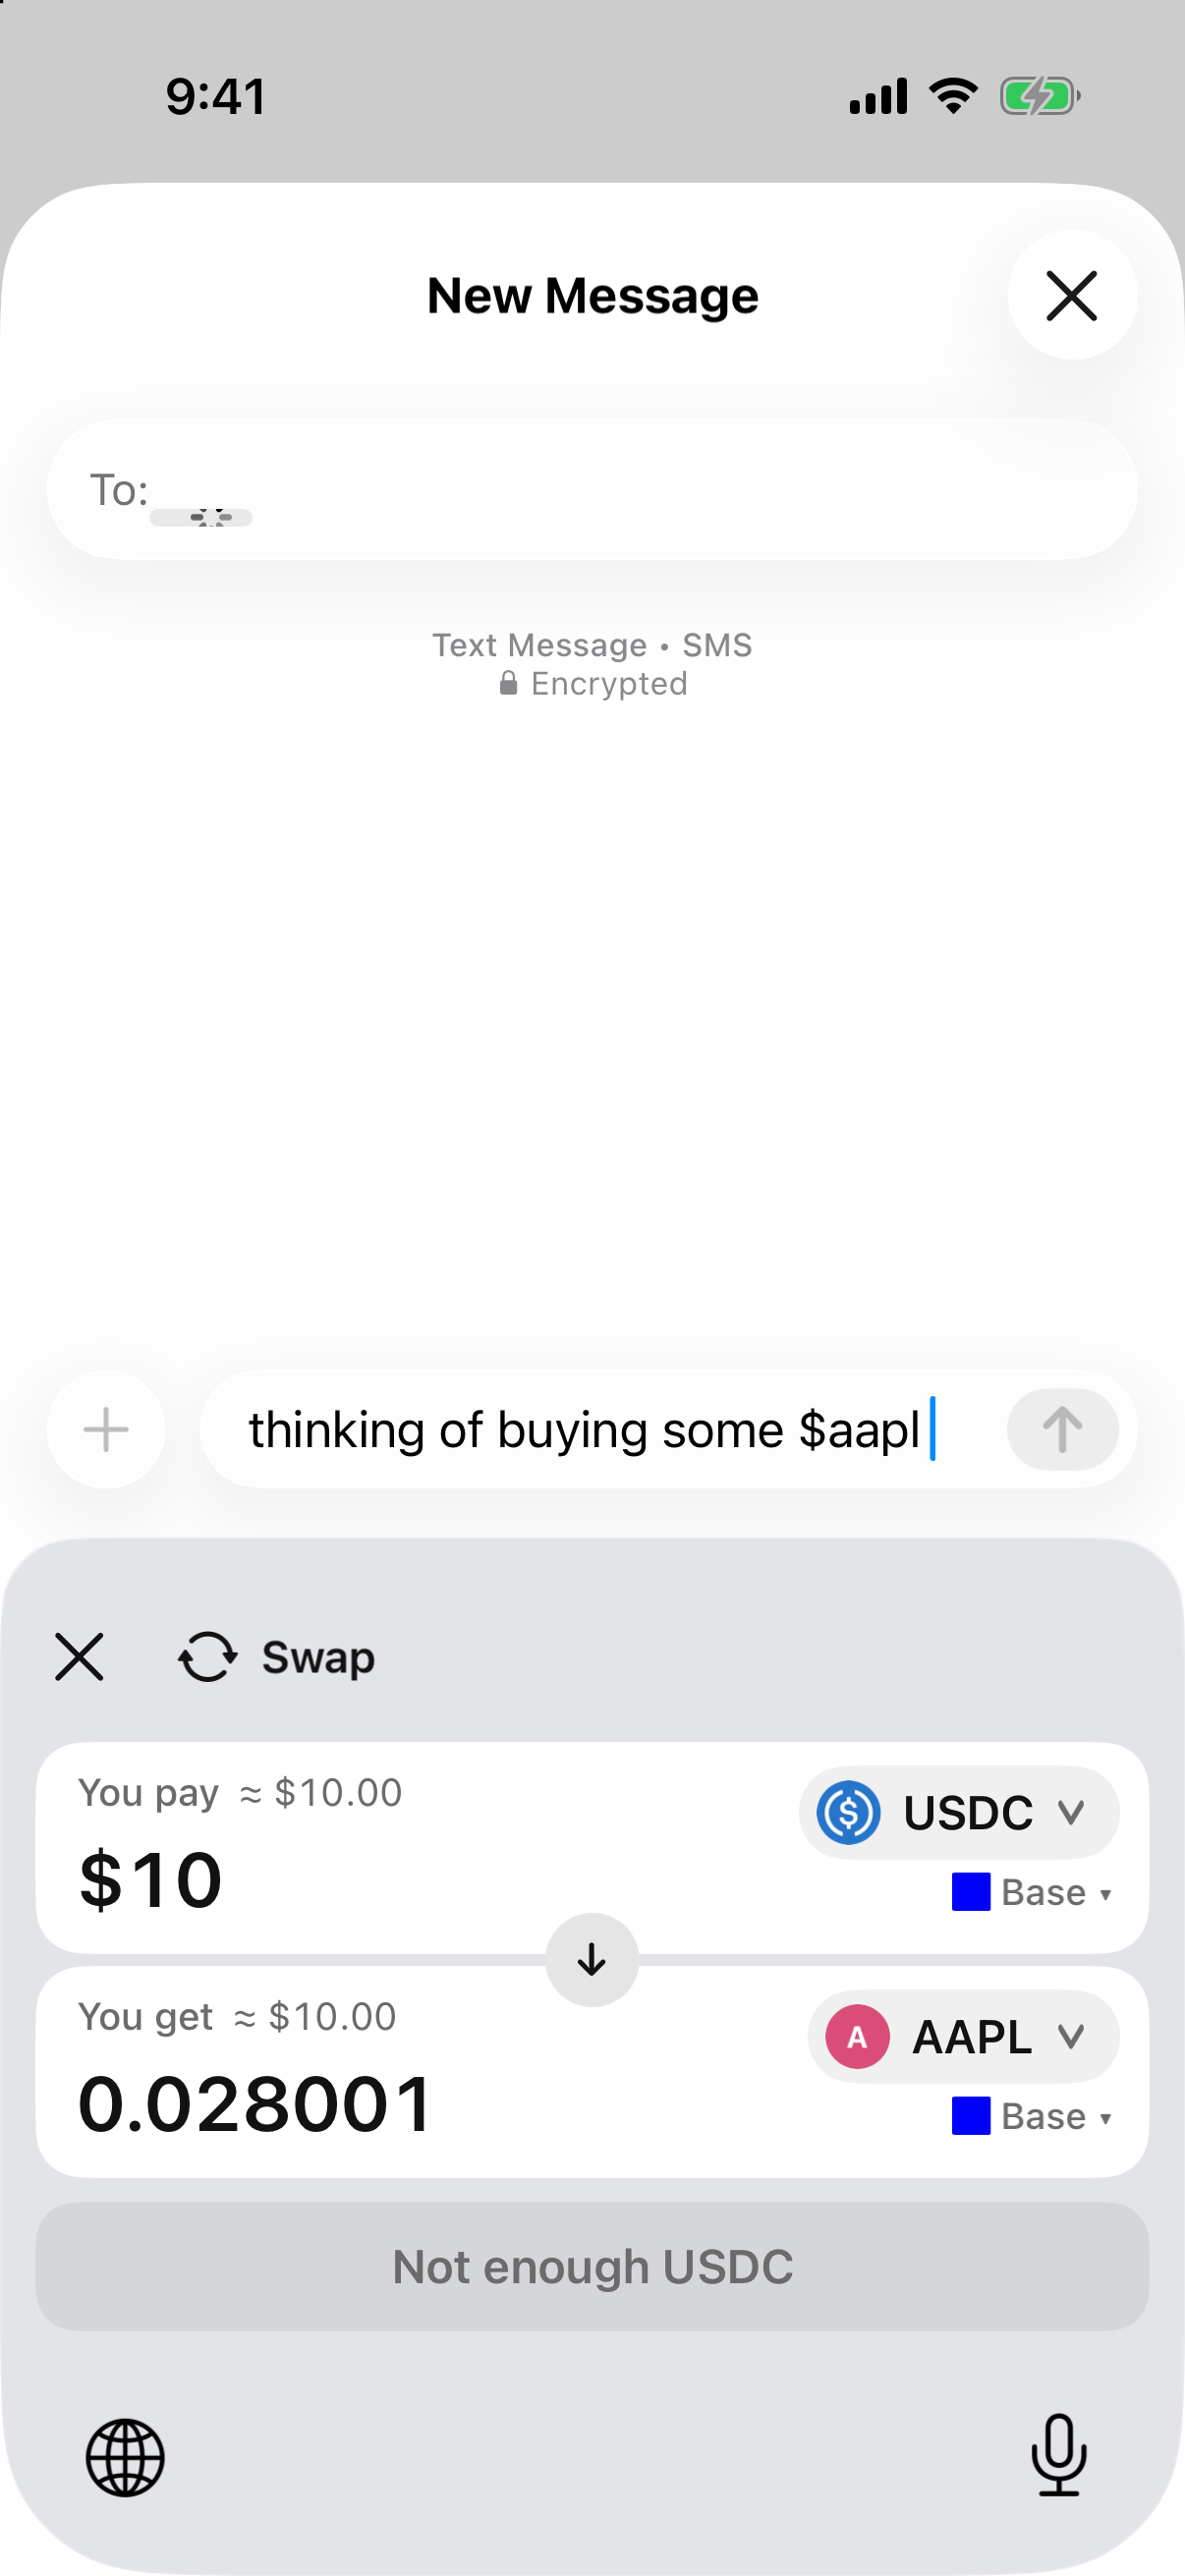 9:41
New Message
To:
Text Message • SMS
Encrypted
thinking of buying some $aapl
Swap
You pay ≈ $10.00
USDC
$10
Base
You get ≈ $10.00
A AAPL
0.028001
Base
Not enough USDC